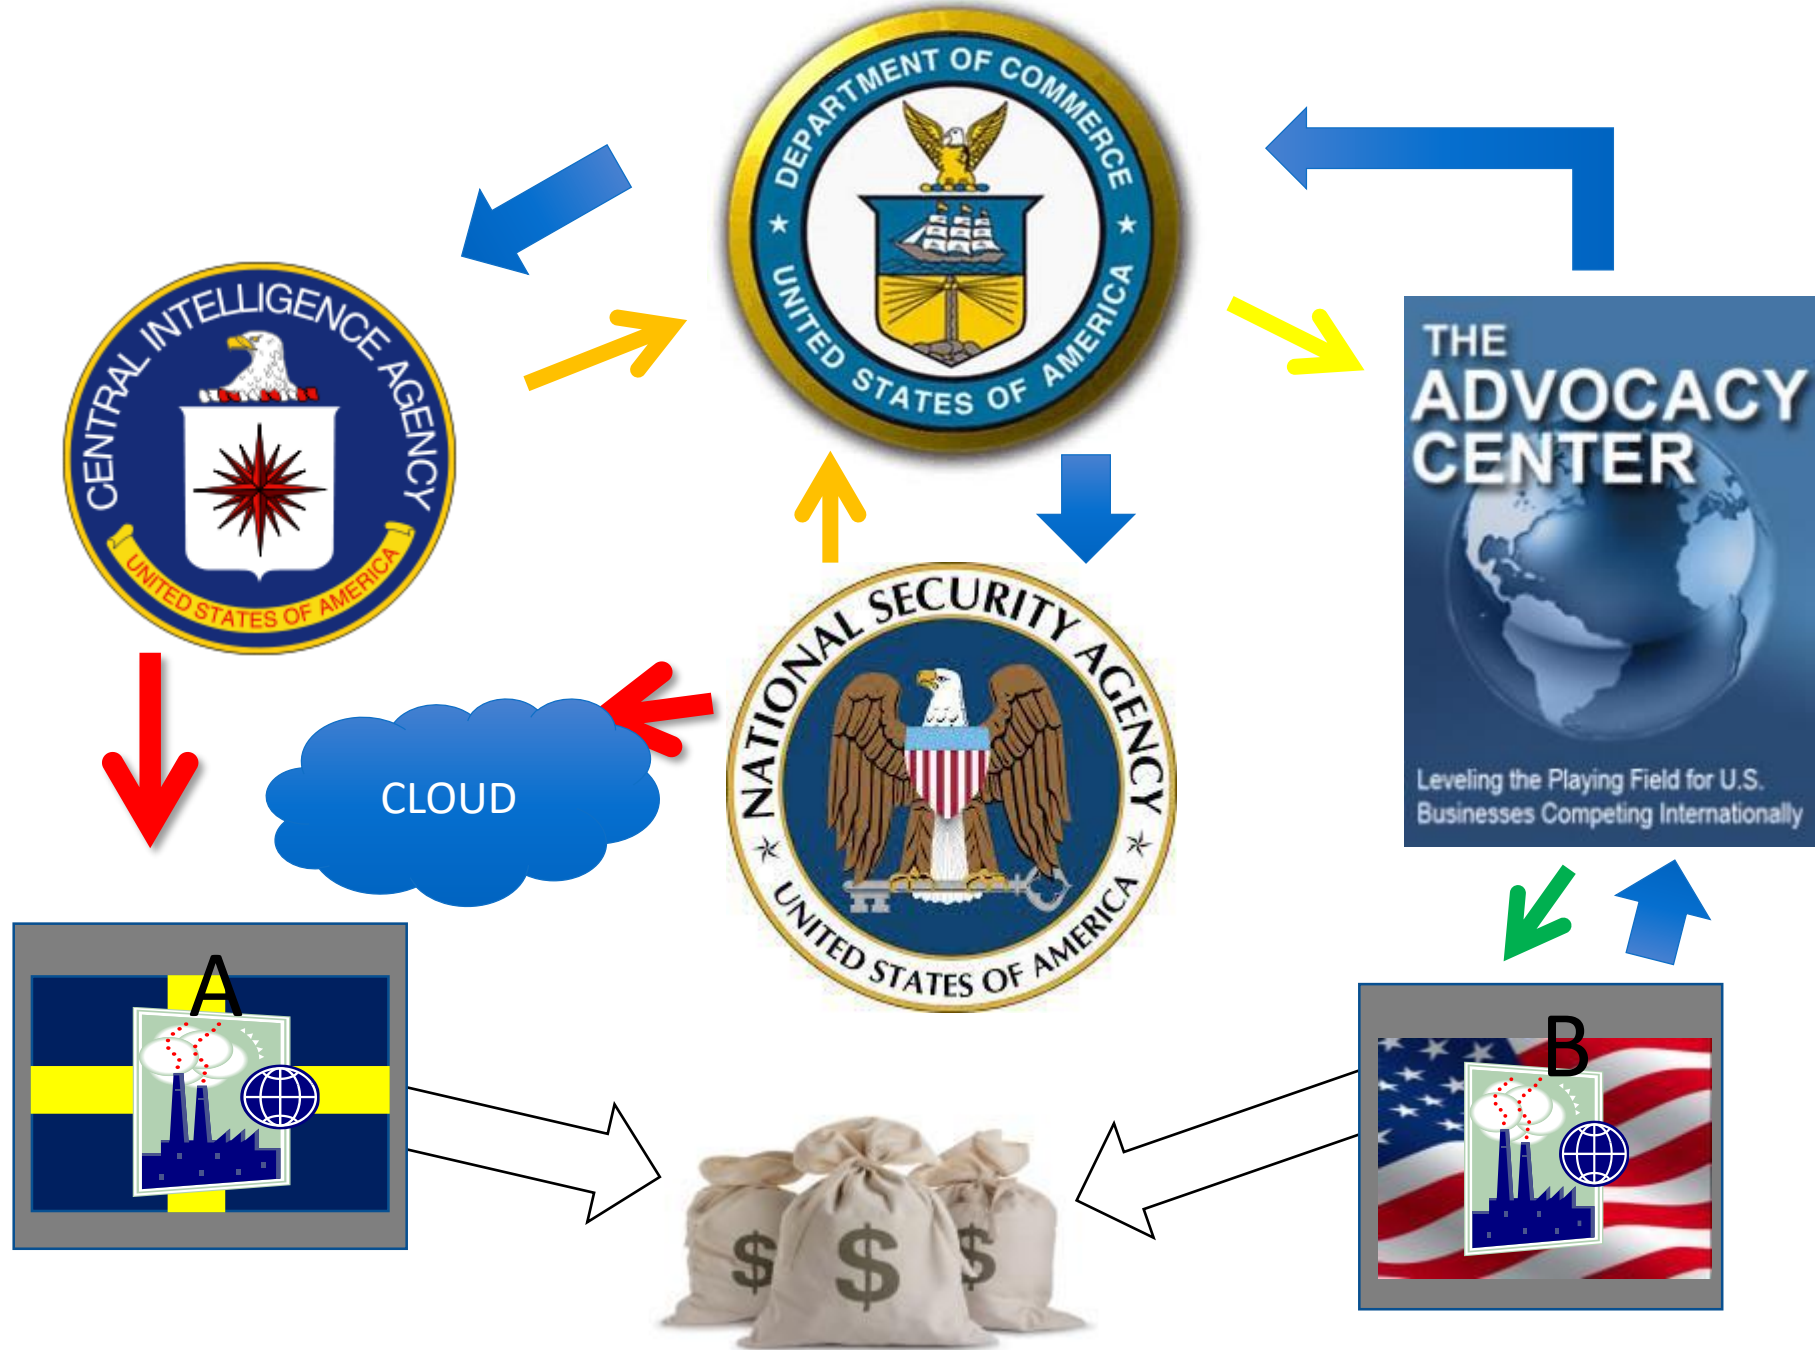 DEPARTMENT OF COMMERCE
UNITED STATES OF AMERICA
CENTRAL INTELLIGENCE AGENCY
UNITED STATES OF AMERICA
THE
ADVOCACY
CENTER
Leveling the Playing Field for U.S.
Businesses Competing Internationally
NATIONAL SECURITY AGENCY
UNITED STATES OF AMERICA
CLOUD
A
B
$ $ $